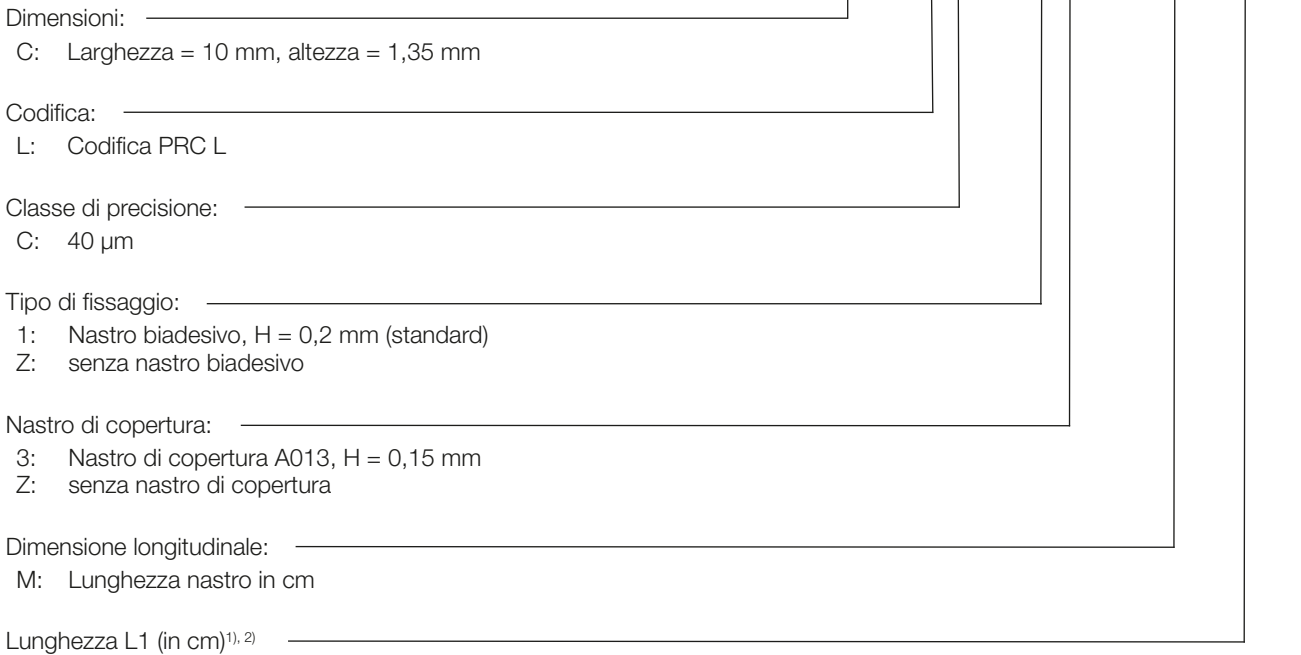 Dimensioni:
C: Larghezza = 10 mm, altezza = 1,35 mm
Codifica:
L: Codifica PRC L
Classe di precisione:
C: 40 µm
Tipo di fissaggio:
1: Nastro biadesivo, H = 0,2 mm (standard)
Z: senza nastro biadesivo
Nastro di copertura:
3: Nastro di copertura A013, H = 0,15 mm
Z: senza nastro di copertura
Dimensione longitudinale:
M: Lunghezza nastro in cm
Lunghezza L1 (in cm)1), 2)